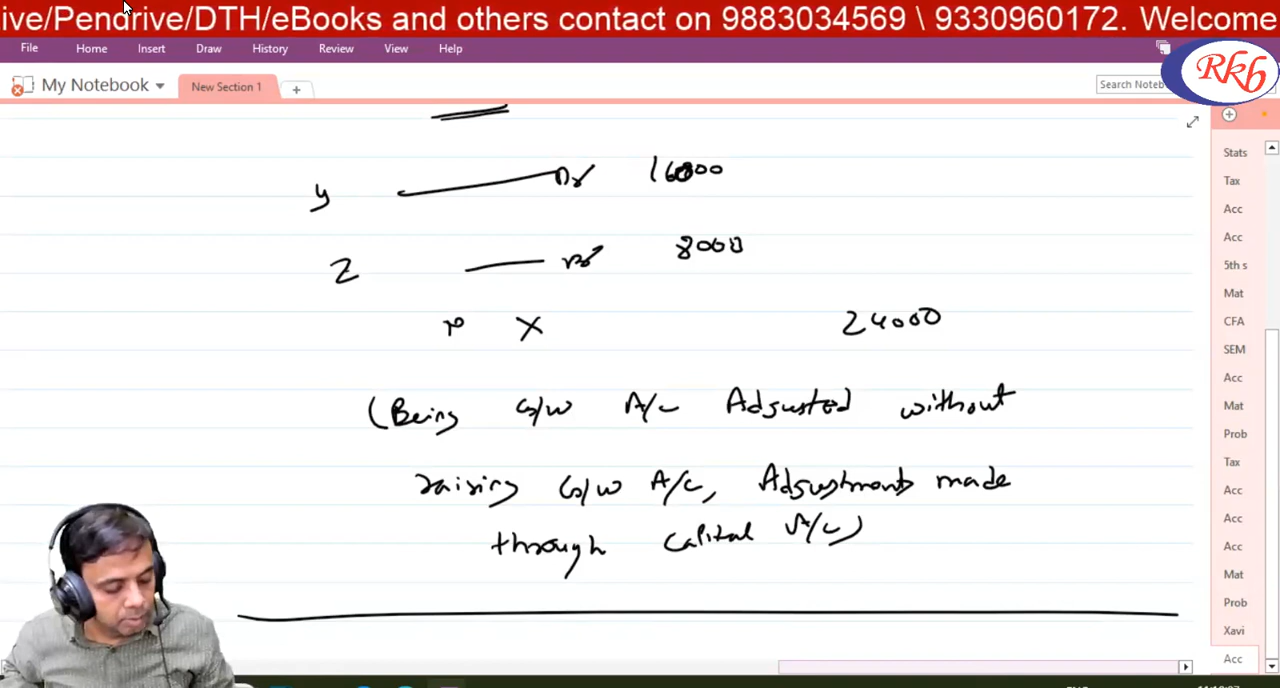 ive/Pendrive/DTH/eBooks and others contact on 9883034569 \ 9330960172. Welcome
File Home Insert Draw History Review View Help
Rkb
My Notebook New Section 1 + Search Noteb
y Dr 16000
Z Dr 8000
To X 24000
(Being G/W A/C Adjusted without
raising G/W A/C, Adjustment made
through Capital A/C)
Stats
Tax
Acc
Acc
5th s
Mat
CFA
SEM
Acc
Mat
Prob
Tax
Acc
Acc
Acc
Mat
Prob
Xavi
Acc